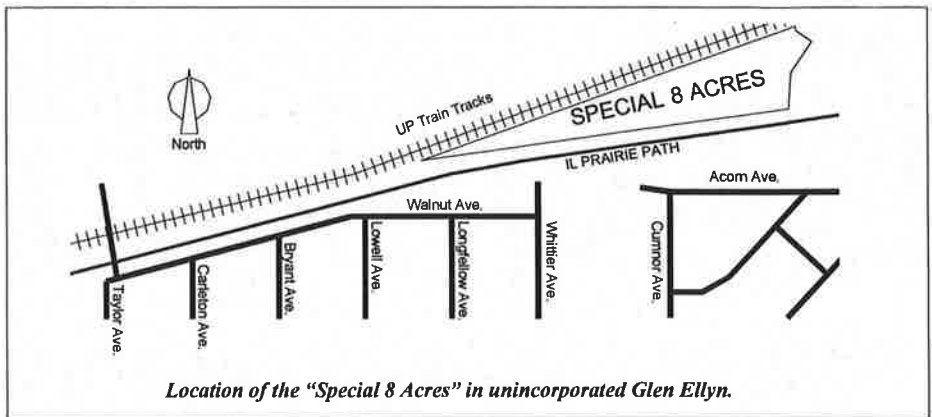 SPECIAL 8 ACRES
UP Train Tracks
North
IL PRAIRIE PATH
Acorn Ave.
Walnut Ave.
Taylor Ave.
Carleton Ave.
Bryant Ave.
Lowell Ave.
Longfellow Ave.
Whittier Ave.
Cumnor Ave.
Location of the “Special 8 Acres” in unincorporated Glen Ellyn.